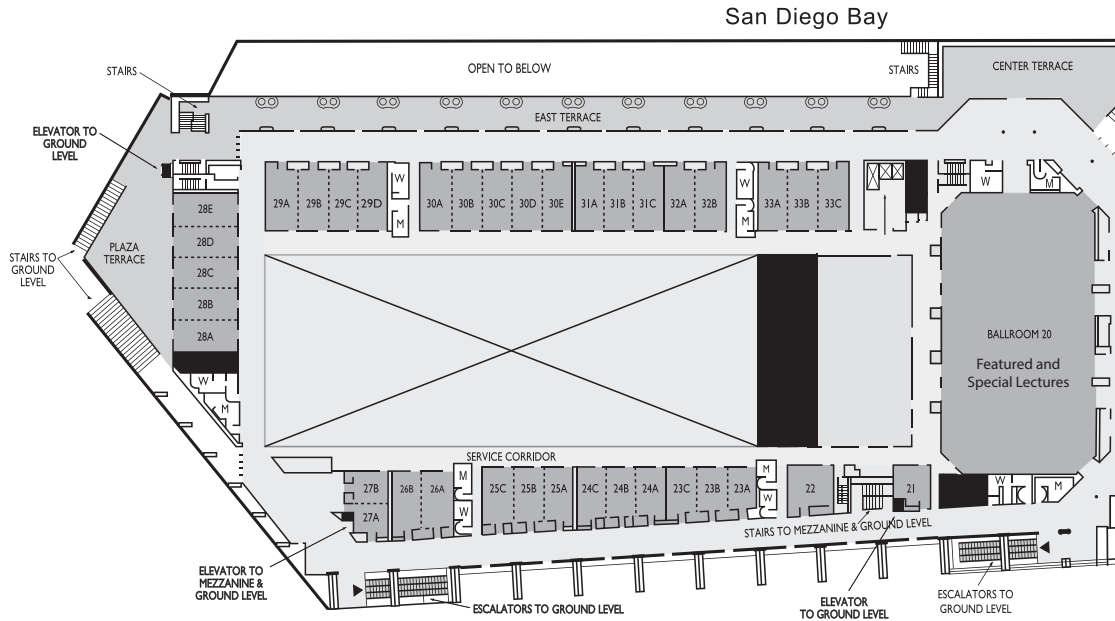 San Diego Bay
STAIRS
OPEN TO BELOW
STAIRS
CENTER TERRACE
EAST TERRACE
ELEVATOR TO
GROUND
LEVEL
29A
29B
29C
29D
W
M
30A
30B
30C
30D
30E
31A
31B
31C
32A
32B
W
M
33A
33B
33C
W
M
28E
28D
28C
28B
28A
PLAZA
TERRACE
STAIRS TO
GROUND
LEVEL
W
M
BALLROOM 20
Featured and
Special Lectures
SERVICE CORRIDOR
27B
27A
26B
26A
M
W
25C
25B
25A
24C
24B
24A
23C
23B
23A
M
W
22
21
W
M
STAIRS TO MEZZANINE & GROUND LEVEL
ELEVATOR TO
MEZZANINE &
GROUND LEVEL
ESCALATORS TO GROUND LEVEL
ELEVATOR
TO GROUND LEVEL
ESCALATORS TO
GROUND LEVEL